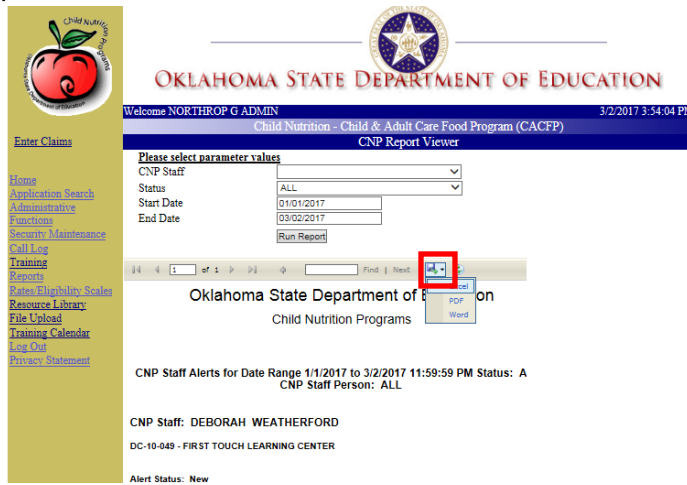 Child Nutrition Programs
OKLAHOMA STATE DEPARTMENT OF EDUCATION
Welcome NORTHROP G ADMIN 3/2/2017 3:54:04 PM
Child Nutrition - Child & Adult Care Food Program (CACFP)
CNP Report Viewer
Enter Claims
Home
Application Search
Administrative
Functions
Security Maintenance
Call Log
Training
Reports
Rates/Eligibility Scales
Resource Library
File Upload
Training Calendar
Log Out
Privacy Statement
Please select parameter values
CNP Staff
Status ALL
Start Date 01/01/2017
End Date 03/02/2017
Run Report
1 of 1 Find | Next
PDF
Word
Oklahoma State Department of
Child Nutrition Programs
CNP Staff Alerts for Date Range 1/1/2017 to 3/2/2017 11:59:59 PM Status: A
CNP Staff Person: ALL
CNP Staff: DEBORAH WEATHERFORD
DC-10-049 - FIRST TOUCH LEARNING CENTER
Alert Status: New